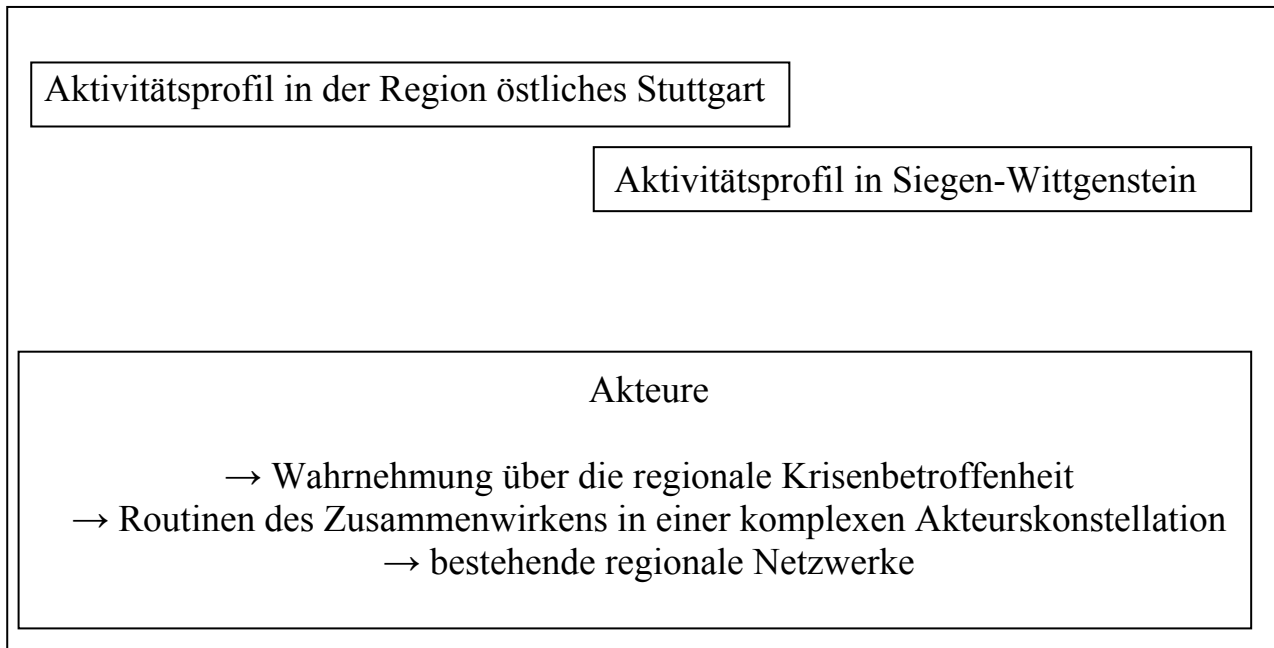 Aktivitätsprofil in der Region östliches Stuttgart
Aktivitätsprofil in Siegen-Wittgenstein
Akteure
→ Wahrnehmung über die regionale Krisenbetroffenheit
→ Routinen des Zusammenwirkens in einer komplexen Akteurskonstellation
→ bestehende regionale Netzwerke